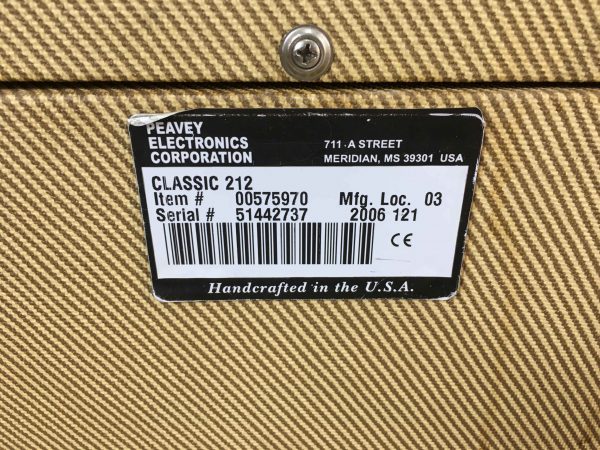 PEAVEY
ELECTRONICS
CORPORATION
711 A STREET
MERIDIAN, MS 39301 USA
CLASSIC 212
Item # 00575970 Mfg. Loc. 03
Serial # 51442737 2006 121
CE
Handcrafted in the U.S.A.